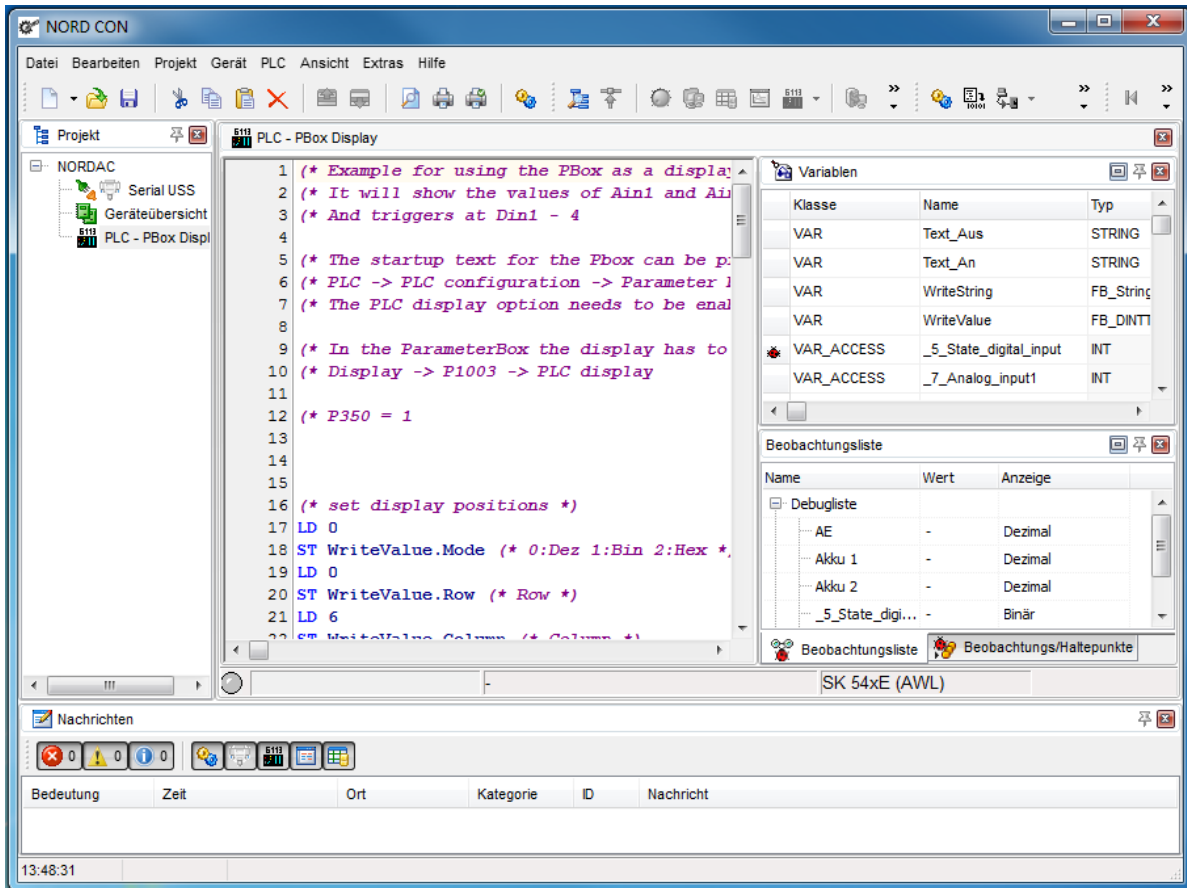 NORD CON
Datei Bearbeiten Projekt Gerät PLC Ansicht Extras Hilfe
Projekt
NORDAC
Serial USS
Geräteübersicht
PLC - PBox Displ
PLC - PBox Display
1 (* Example for using the PBox as a display
2 (* It will show the values of Ain1 and Ain
3 (* And triggers at Din1 - 4
4
5 (* The startup text for the Pbox can be
6 (* PLC -> PLC configuration -> Parameter
7 (* The PLC display option needs to be
8
9 (* In the ParameterBox the display has to
10 (* Display -> P1003 -> PLC display
11
12 (* P350 = 1
13
14
15
16 (* set display positions *)
17 LD 0
18 ST WriteValue.Mode (* 0:Dez 1:Bin 2:Hex *
19 LD 0
20 ST WriteValue.Row (* Row *)
21 LD 6
22 ST WriteValue.Column (* Column *)
Variablen
Klasse Name Typ
VAR Text_Aus STRING
VAR Text_An STRING
VAR WriteString FB_String
VAR WriteValue FB_DINTT
VAR_ACCESS _5_State_digital_input INT
VAR_ACCESS _7_Analog_input1 INT
Beobachtungsliste
Name Wert Anzeige
Debugliste
AE - Dezimal
Akku 1 - Dezimal
Akku 2 - Dezimal
_5_State_digi... - Binär
Beobachtungsliste Beobachtungs/Haltepunkte
- SK 54xE (AWL)
Nachrichten
0 0 0
Bedeutung Zeit Ort Kategorie ID Nachricht
13:48:31